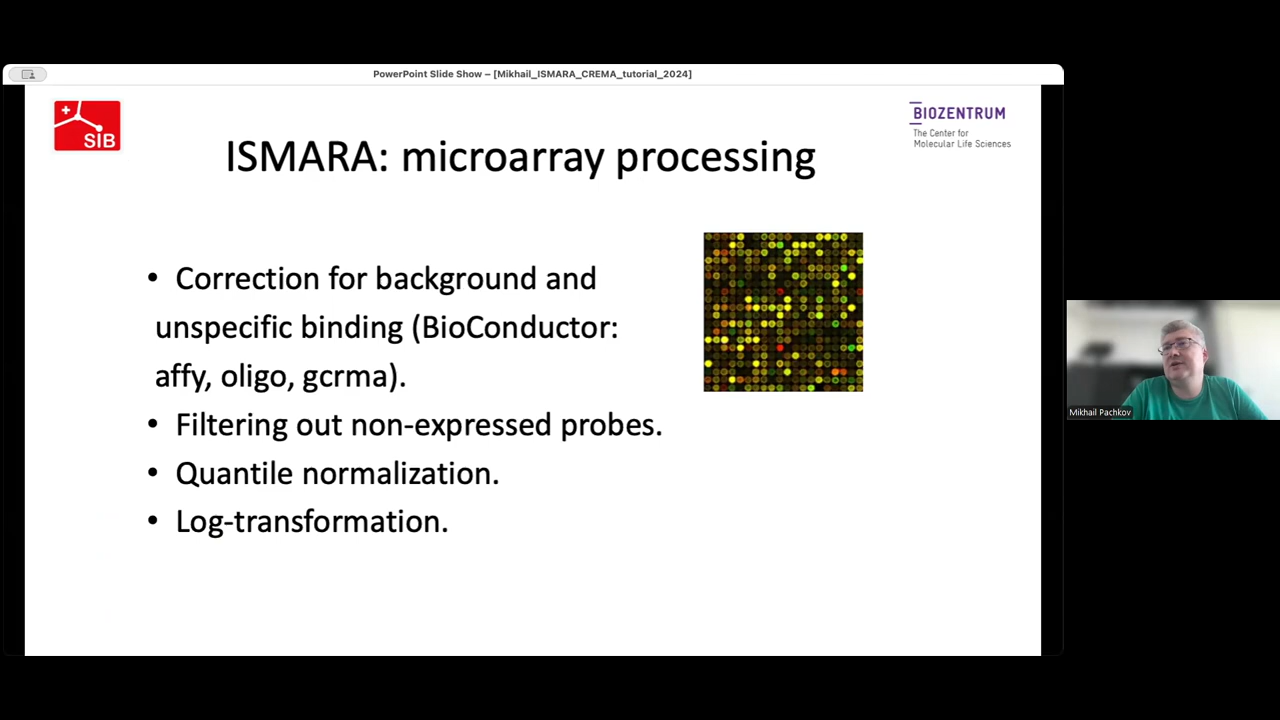 PowerPoint Slide Show – [Mikhail_ISMARA_CREMA_tutorial_2024]
SIB
BIOZENTRUM
The Center for
Molecular Life Sciences
ISMARA: microarray processing
• Correction for background and
unspecific binding (BioConductor:
affy, oligo, gcrma).
• Filtering out non-expressed probes.
• Quantile normalization.
• Log-transformation.
Mikhail Pachkov